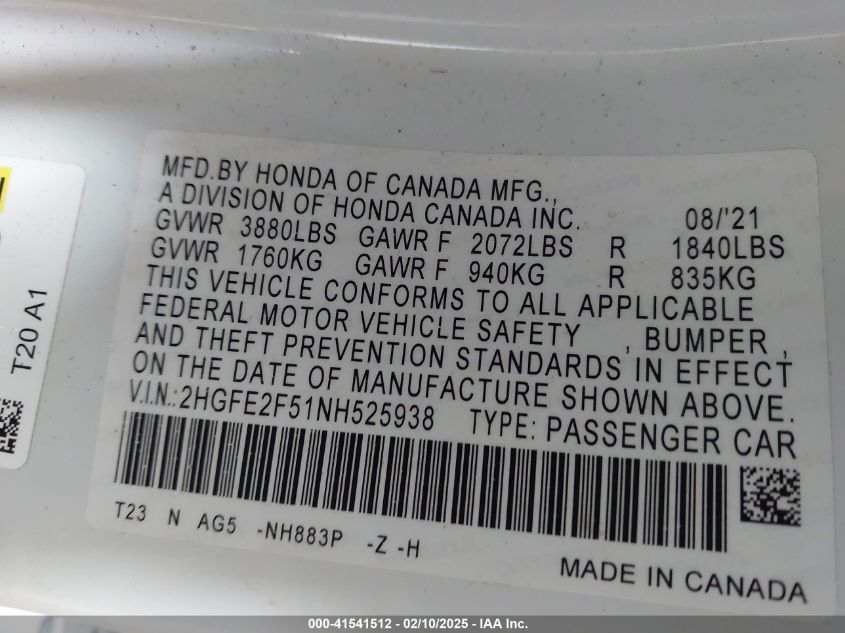 MFD.BY HONDA OF CANADA MFG.,
A DIVISION OF HONDA CANADA INC. 08/'21
GVWR 3880LBS GAWR F 2072LBS R 1840LBS
GVWR 1760KG GAWR F 940KG R 835KG
THIS VEHICLE CONFORMS TO ALL APPLICABLE
FEDERAL MOTOR VEHICLE SAFETY , BUMPER ,
AND THEFT PREVENTION STANDARDS IN EFFECT
ON THE DATE OF MANUFACTURE SHOWN ABOVE.
V.I.N.: 2HGFE2F51NH525938 TYPE: PASSENGER CAR
T23 N AG5 -NH883P -Z -H
MADE IN CANADA
T20 A1
000-41541512 - 02/10/2025 - IAA Inc.